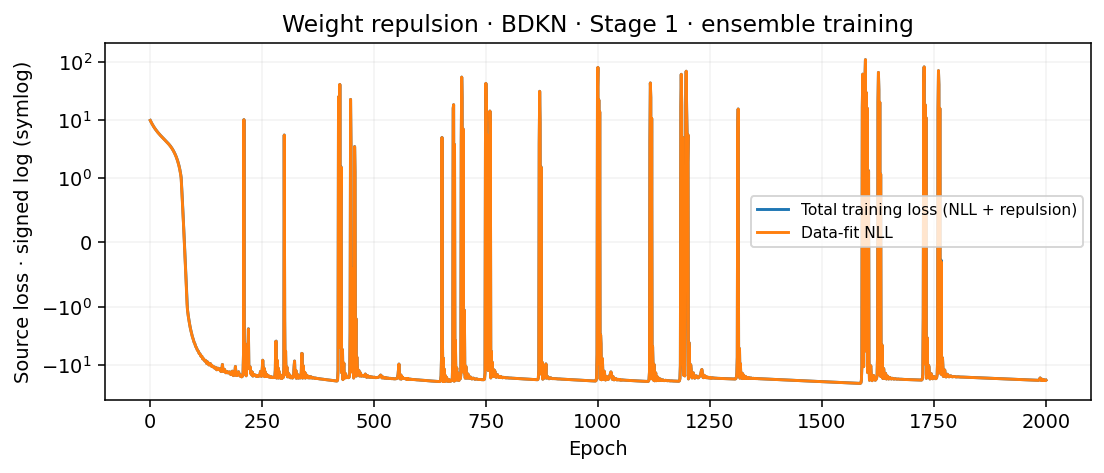 Weight repulsion · BDKN · Stage 1 · ensemble training
Source loss · signed log (symlog)
10²
10¹
10⁰
0
−10⁰
−10¹
Total training loss (NLL + repulsion)
Data-fit NLL
0 250 500 750 1000 1250 1500 1750 2000
Epoch